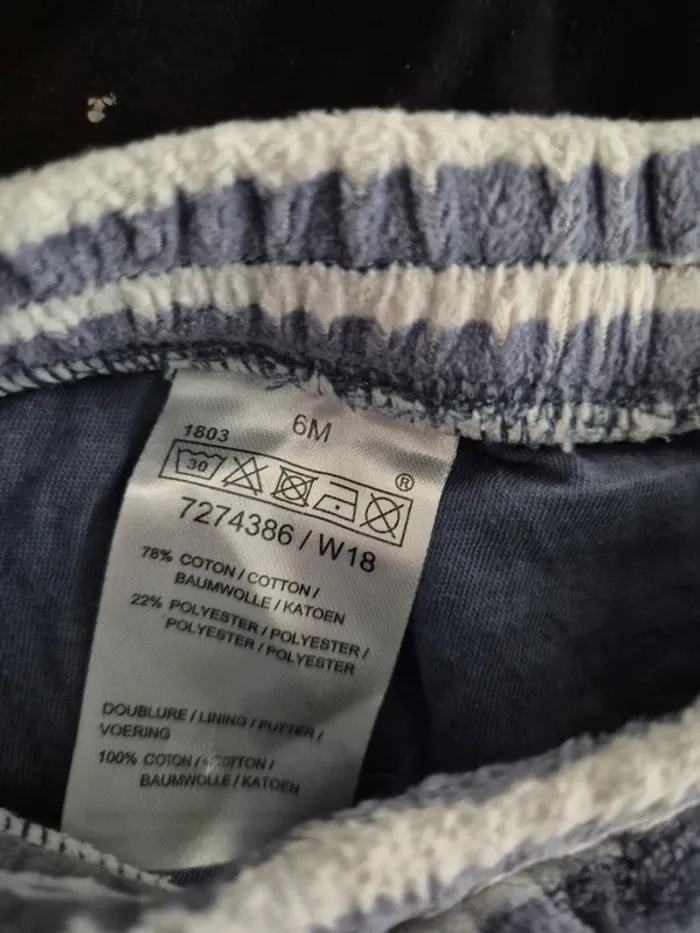 6M
1803
30
®
7274386 / W18
78% COTON / COTTON /
BAUMWOLLE / KATOEN
22% POLYESTER / POLYESTER /
POLYESTER / POLYESTER
DOUBLURE / LINING / FUTTER /
VOERING
100% COTON / COTTON /
BAUMWOLLE / KATOEN